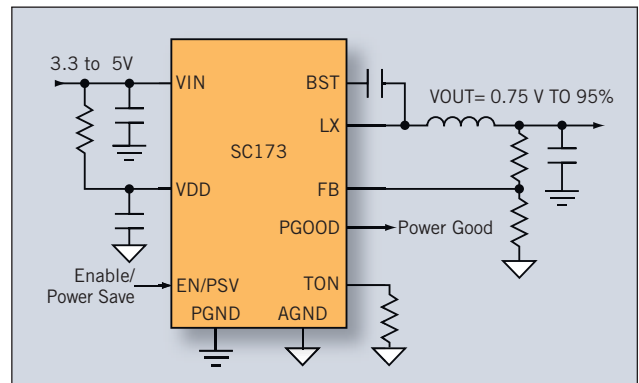 3.3 to 5V
VIN
BST
VOUT= 0.75 V TO 95%
LX
SC173
VDD
FB
PGOOD
Power Good
Enable/
Power Save
EN/PSV
TON
PGND
AGND